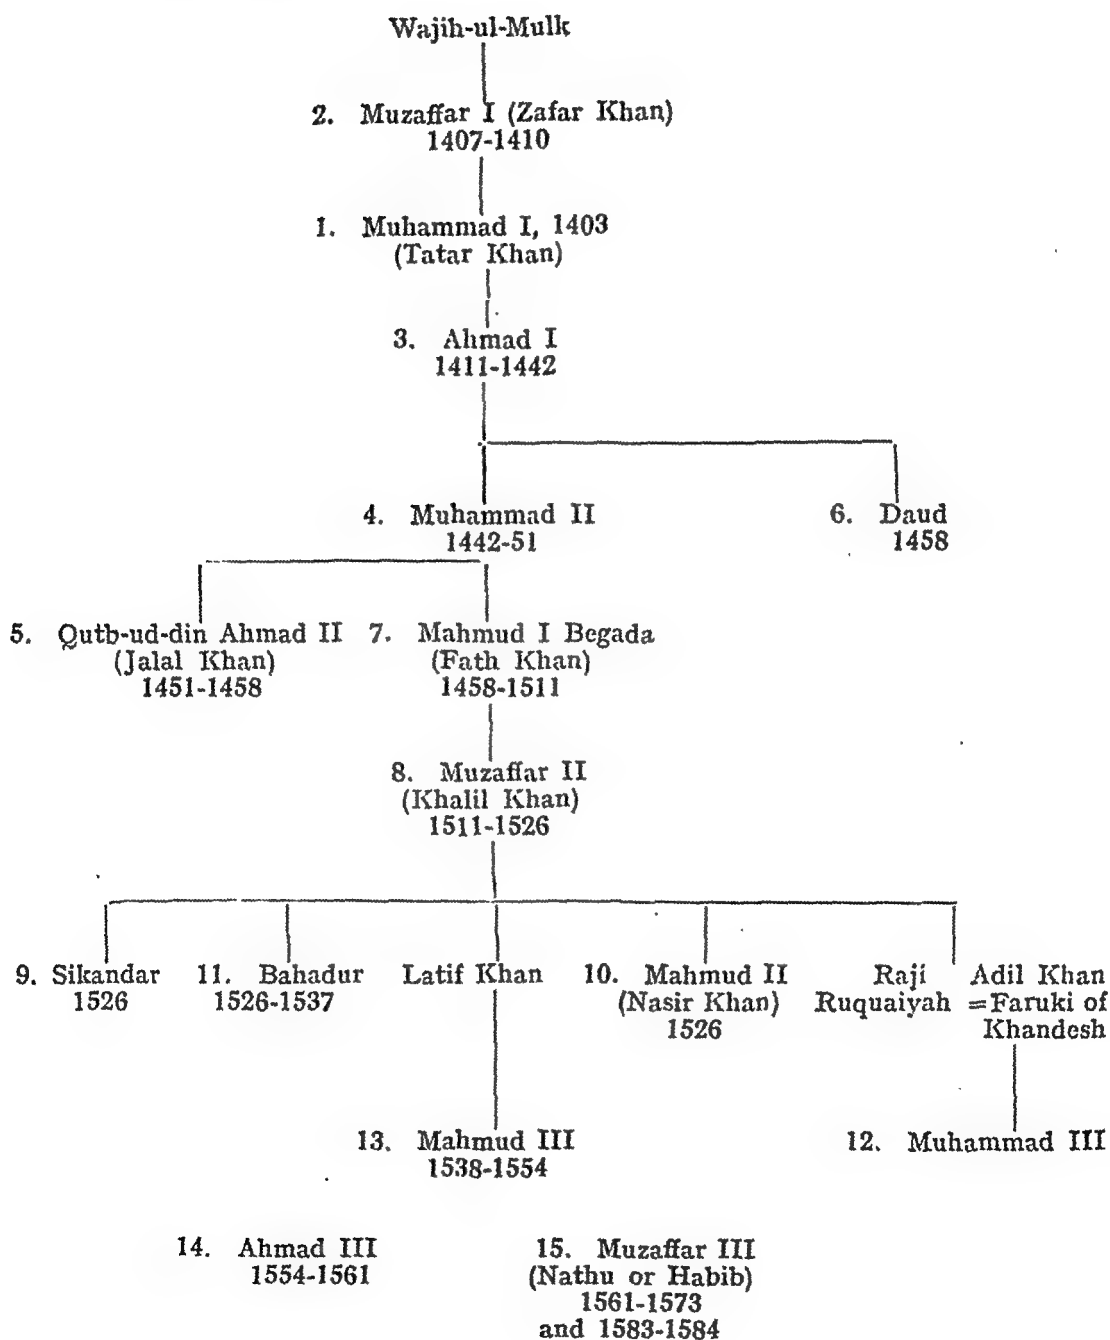 Wajih-ul-Mulk
2. Muzaffar I (Zafar Khan)
1407-1410
1. Muhammad I, 1403
(Tatar Khan)
3. Ahmad I
1411-1442
4. Muhammad II
1442-51
6. Daud
1458
5. Qutb-ud-din Ahmad II
(Jalal Khan)
1451-1458
7. Mahmud I Begada
(Fath Khan)
1458-1511
8. Muzaffar II
(Khalil Khan)
1511-1526
9. Sikandar
1526
11. Bahadur
1526-1537
Latif Khan
10. Mahmud II
(Nasir Khan)
1526
Raji
Ruquaiyah
Adil Khan
=Faruki of
Khandesh
13. Mahmud III
1538-1554
12. Muhammad III
14. Ahmad III
1554-1561
15. Muzaffar III
(Nathu or Habib)
1561-1573
and 1583-1584